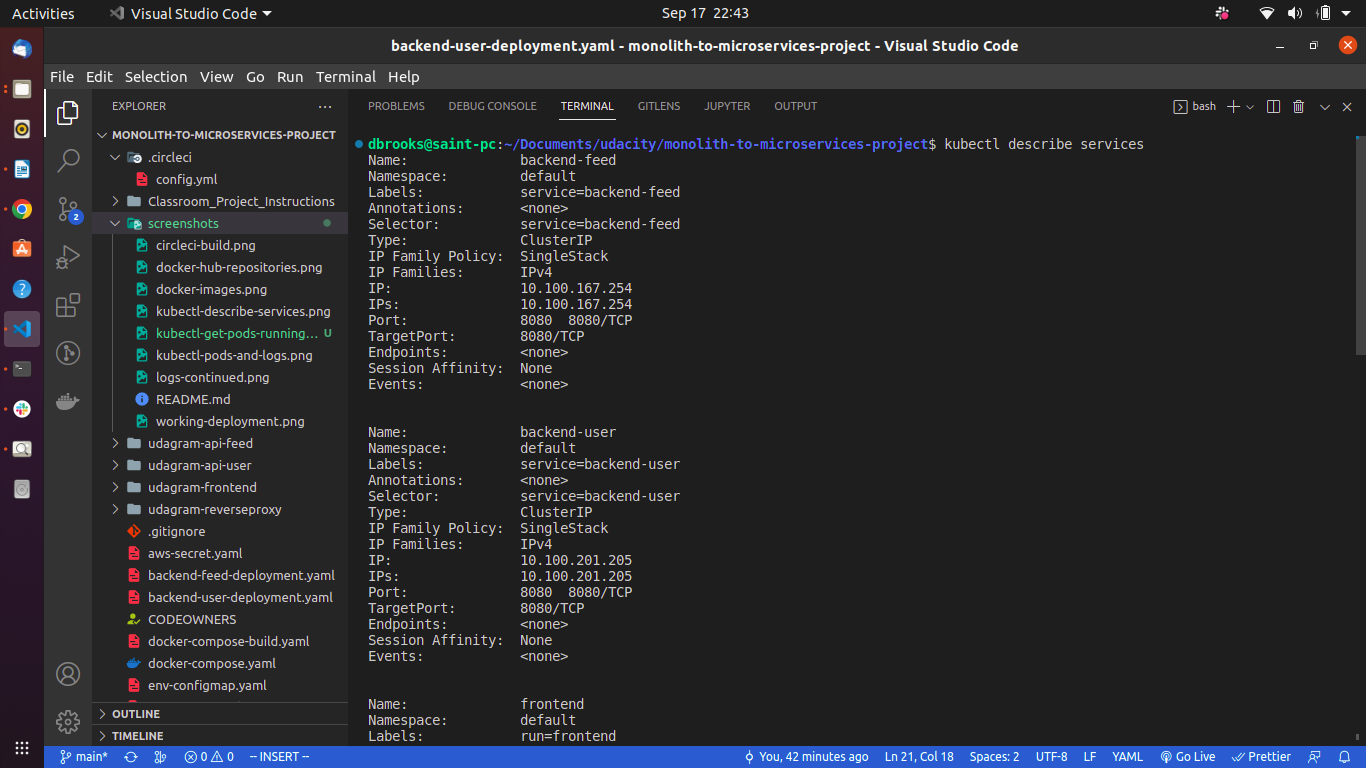 Activities Visual Studio Code Sep 17 22:43
backend-user-deployment.yaml - monolith-to-microservices-project - Visual Studio Code
File Edit Selection View Go Run Terminal Help
EXPLORER ...
MONOLITH-TO-MICROSERVICES-PROJECT
.circleci
config.yml
Classroom_Project_Instructions
screenshots
circleci-build.png
docker-hub-repositories.png
docker-images.png
kubectl-describe-services.png
kubectl-get-pods-running... U
kubectl-pods-and-logs.png
logs-continued.png
README.md
working-deployment.png
udagram-api-feed
udagram-api-user
udagram-frontend
udagram-reverseproxy
.gitignore
aws-secret.yaml
backend-feed-deployment.yaml
backend-user-deployment.yaml
CODEOWNERS
docker-compose-build.yaml
docker-compose.yaml
env-configmap.yaml
OUTLINE
TIMELINE
2
PROBLEMS DEBUG CONSOLE TERMINAL GITLENS JUPYTER OUTPUT bash
dbrooks@saint-pc:~/Documents/udacity/monolith-to-microservices-project$ kubectl describe services
Name: backend-feed
Namespace: default
Labels: service=backend-feed
Annotations: <none>
Selector: service=backend-feed
Type: ClusterIP
IP Family Policy: SingleStack
IP Families: IPv4
IP: 10.100.167.254
IPs: 10.100.167.254
Port: 8080 8080/TCP
TargetPort: 8080/TCP
Endpoints: <none>
Session Affinity: None
Events: <none>
Name: backend-user
Namespace: default
Labels: service=backend-user
Annotations: <none>
Selector: service=backend-user
Type: ClusterIP
IP Family Policy: SingleStack
IP Families: IPv4
IP: 10.100.201.205
IPs: 10.100.201.205
Port: 8080 8080/TCP
TargetPort: 8080/TCP
Endpoints: <none>
Session Affinity: None
Events: <none>
Name: frontend
Namespace: default
Labels: run=frontend
main* 0 0 -- INSERT -- You, 42 minutes ago Ln 21, Col 18 Spaces: 2 UTF-8 LF YAML Go Live Prettier